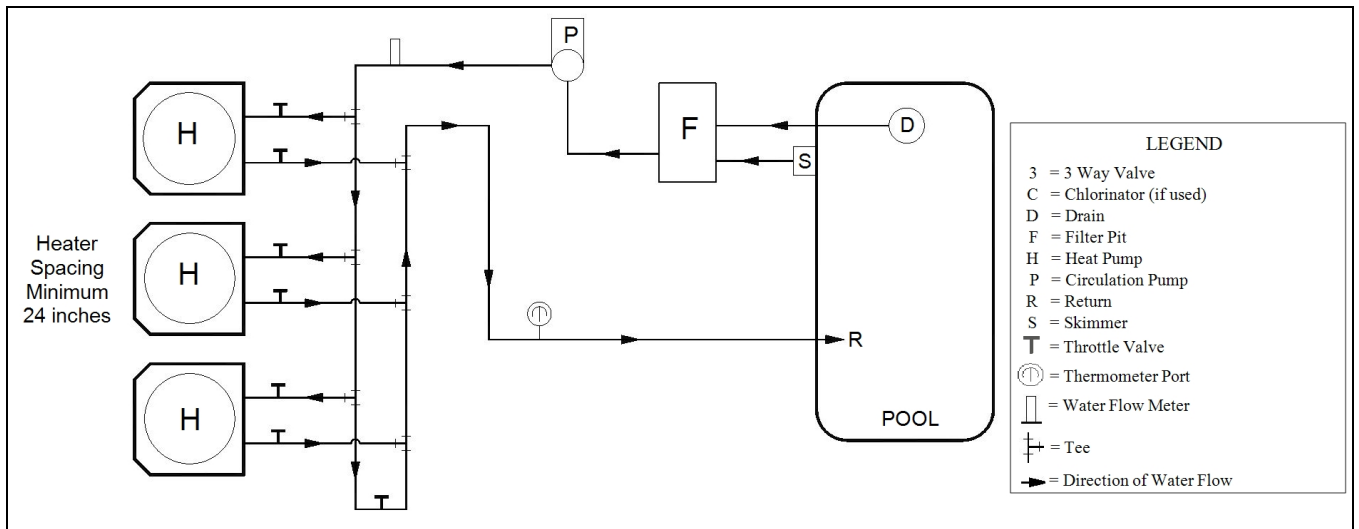 P
H
F
D
S
H
Heater
Spacing
Minimum
24 inches
R
H
POOL
LEGEND
3 = 3 Way Valve
C = Chlorinator (if used)
D = Drain
F = Filter Pit
H = Heat Pump
P = Circulation Pump
R = Return
S = Skimmer
T = Throttle Valve
= Thermometer Port
= Water Flow Meter
= Tee
= Direction of Water Flow